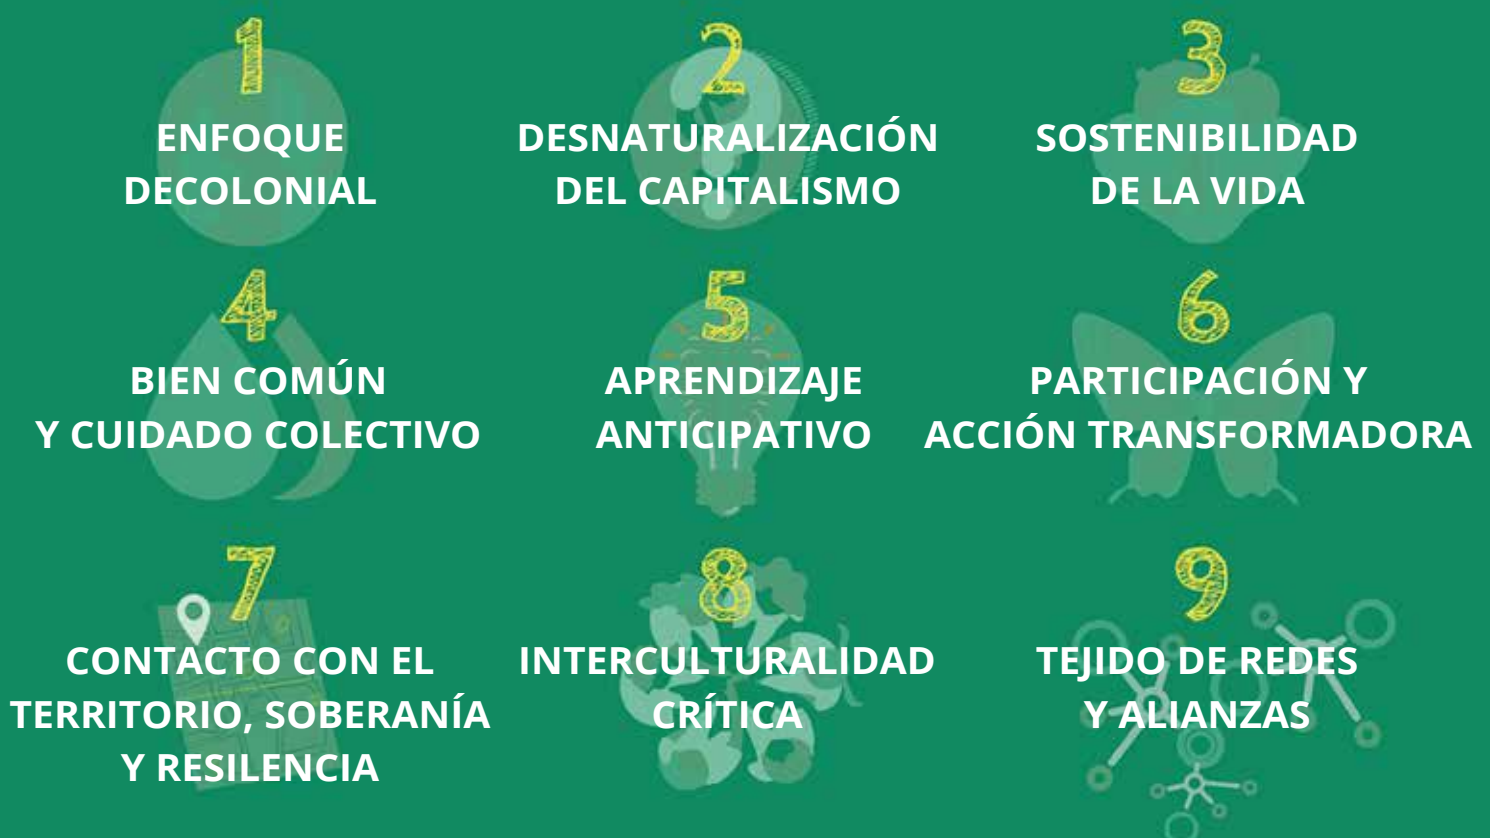 1
ENFOQUE
DECOLONIAL
2
DESNATURALIZACIÓN
DEL CAPITALISMO
3
SOSTENIBILIDAD
DE LA VIDA
4
BIEN COMÚN
Y CUIDADO COLECTIVO
5
APRENDIZAJE
ANTICIPATIVO
6
PARTICIPACIÓN Y
ACCIÓN TRANSFORMADORA
7
CONTACTO CON EL
TERRITORIO, SOBERANÍA
Y RESILENCIA
8
INTERCULTURALIDAD
CRÍTICA
9
TEJIDO DE REDES
Y ALIANZAS